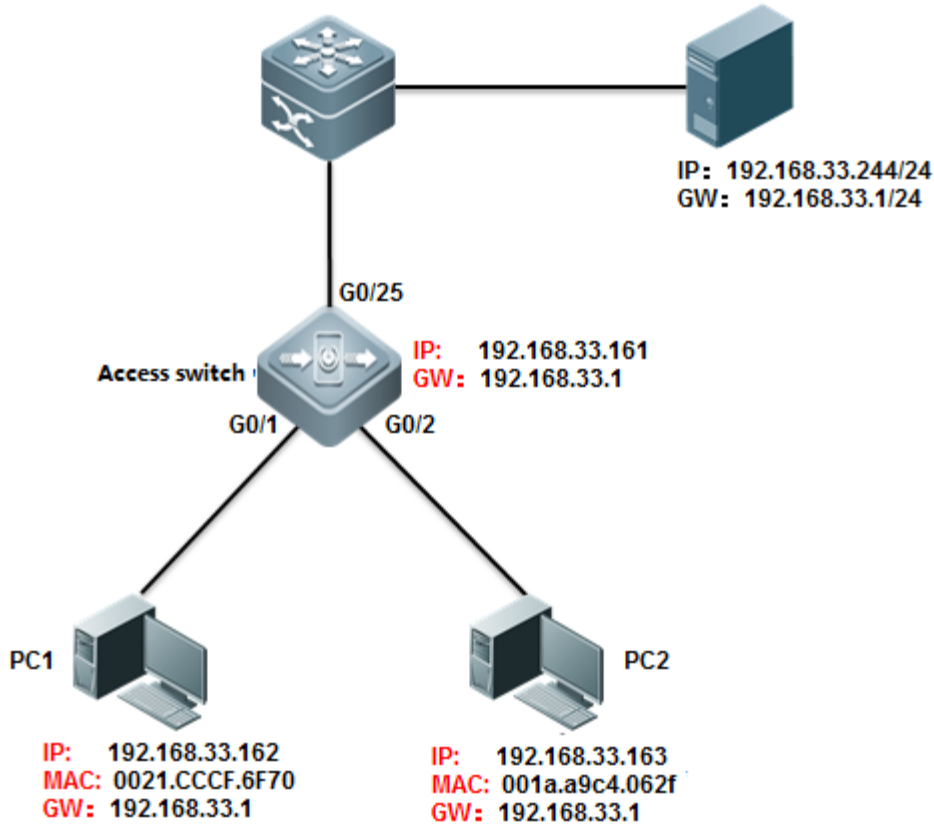 IP： 192.168.33.244/24
GW： 192.168.33.1/24
G0/25
Access switch
IP: 192.168.33.161
GW： 192.168.33.1
G0/1
G0/2
PC1
IP: 192.168.33.162
MAC: 0021.CCCF.6F70
GW： 192.168.33.1
PC2
IP: 192.168.33.163
MAC: 001a.a9c4.062f
GW： 192.168.33.1